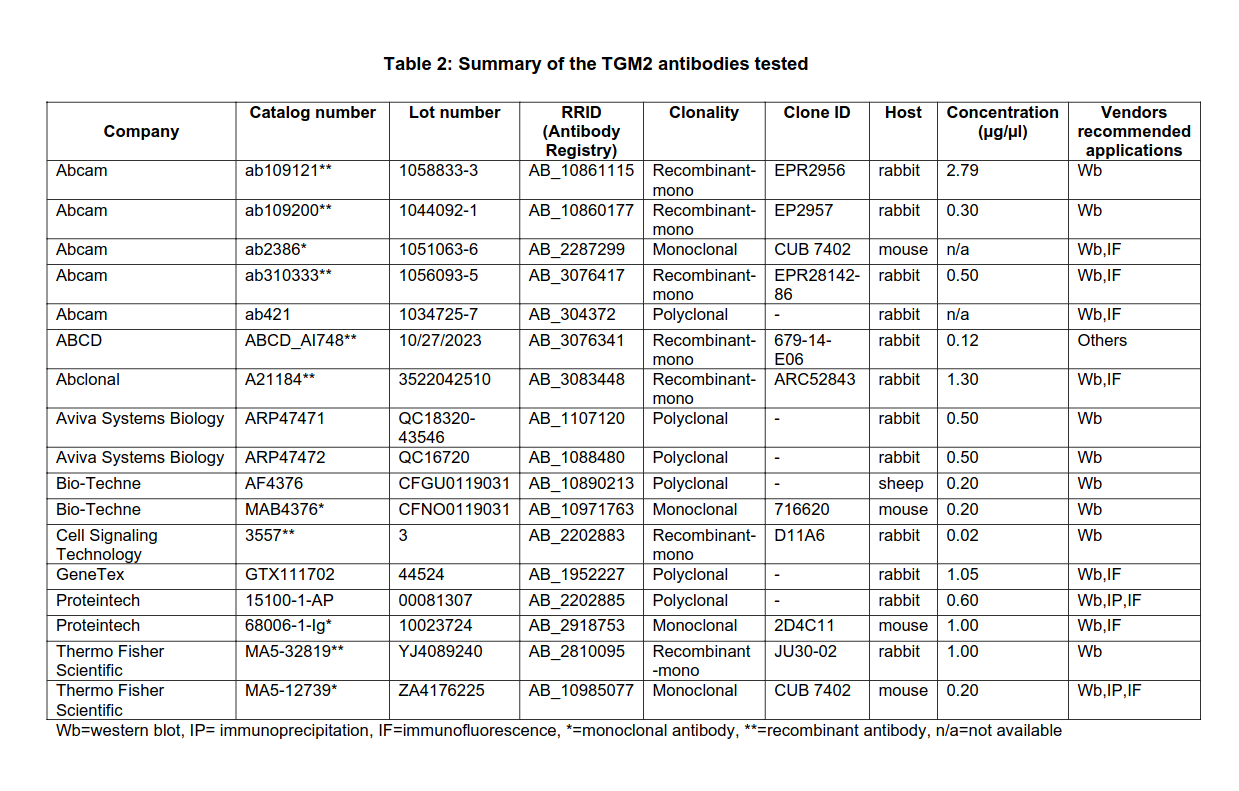 Table 2: Summary of the TGM2 antibodies tested
Company Catalog number Lot number RRID (Antibody Registry) Clonality Clone ID Host Concentration (µg/µl) Vendors recommended applications
Abcam ab109121** 1058833-3 AB_10861115 Recombinant-mono EPR2956 rabbit 2.79 Wb
Abcam ab109200** 1044092-1 AB_10860177 Recombinant-mono EP2957 rabbit 0.30 Wb
Abcam ab2386* 1051063-6 AB_2287299 Monoclonal CUB 7402 mouse n/a Wb,IF
Abcam ab310333** 1056093-5 AB_3076417 Recombinant-mono EPR28142-86 rabbit 0.50 Wb,IF
Abcam ab421 1034725-7 AB_304372 Polyclonal - rabbit n/a Wb,IF
ABCD ABCD_AI748** 10/27/2023 AB_3076341 Recombinant-mono 679-14-E06 rabbit 0.12 Others
Abclonal A21184** 3522042510 AB_3083448 Recombinant-mono ARC52843 rabbit 1.30 Wb,IF
Aviva Systems Biology ARP47471 QC18320-43546 AB_1107120 Polyclonal - rabbit 0.50 Wb
Aviva Systems Biology ARP47472 QC16720 AB_1088480 Polyclonal - rabbit 0.50 Wb
Bio-Techne AF4376 CFGU0119031 AB_10890213 Polyclonal - sheep 0.20 Wb
Bio-Techne MAB4376* CFNO0119031 AB_10971763 Monoclonal 716620 mouse 0.20 Wb
Cell Signaling Technology 3557** 3 AB_2202883 Recombinant-mono D11A6 rabbit 0.02 Wb
GeneTex GTX111702 44524 AB_1952227 Polyclonal - rabbit 1.05 Wb,IF
Proteintech 15100-1-AP 00081307 AB_2202885 Polyclonal - rabbit 0.60 Wb,IP,IF
Proteintech 68006-1-Ig* 10023724 AB_2918753 Monoclonal 2D4C11 mouse 1.00 Wb,IF
Thermo Fisher Scientific MA5-32819** YJ4089240 AB_2810095 Recombinant-mono JU30-02 rabbit 1.00 Wb
Thermo Fisher Scientific MA5-12739* ZA4176225 AB_10985077 Monoclonal CUB 7402 mouse 0.20 Wb,IP,IF
Wb=western blot, IP= immunoprecipitation, IF=immunofluorescence, *=monoclonal antibody, **=recombinant antibody, n/a=not available